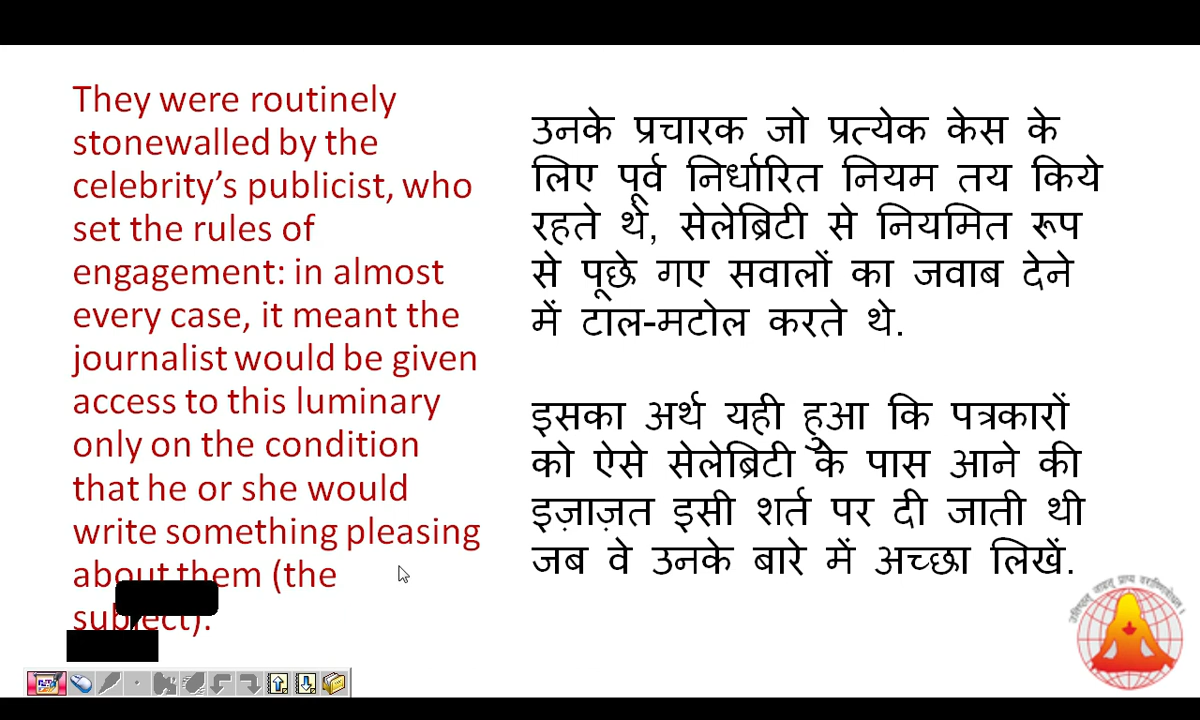 They were routinely
stonewalled by the
celebrity's publicist, who
set the rules of
engagement: in almost
every case, it meant the
journalist would be given
access to this luminary
only on the condition
that he or she would
write something pleasing
about them (the
subject).
उनके प्रचारक जो प्रत्येक केस के
लिए पूर्व निर्धारित नियम तय किये
रहते थे, सेलेब्रिटी से नियमित रूप
से पूछे गए सवालों का जवाब देने
में टाल-मटोल करते थे.
इसका अर्थ यही हुआ कि पत्रकारों
को ऐसे सेलेब्रिटी के पास आने की
इज़ाज़त इसी शर्त पर दी जाती थी
जब वे उनके बारे में अच्छा लिखें.